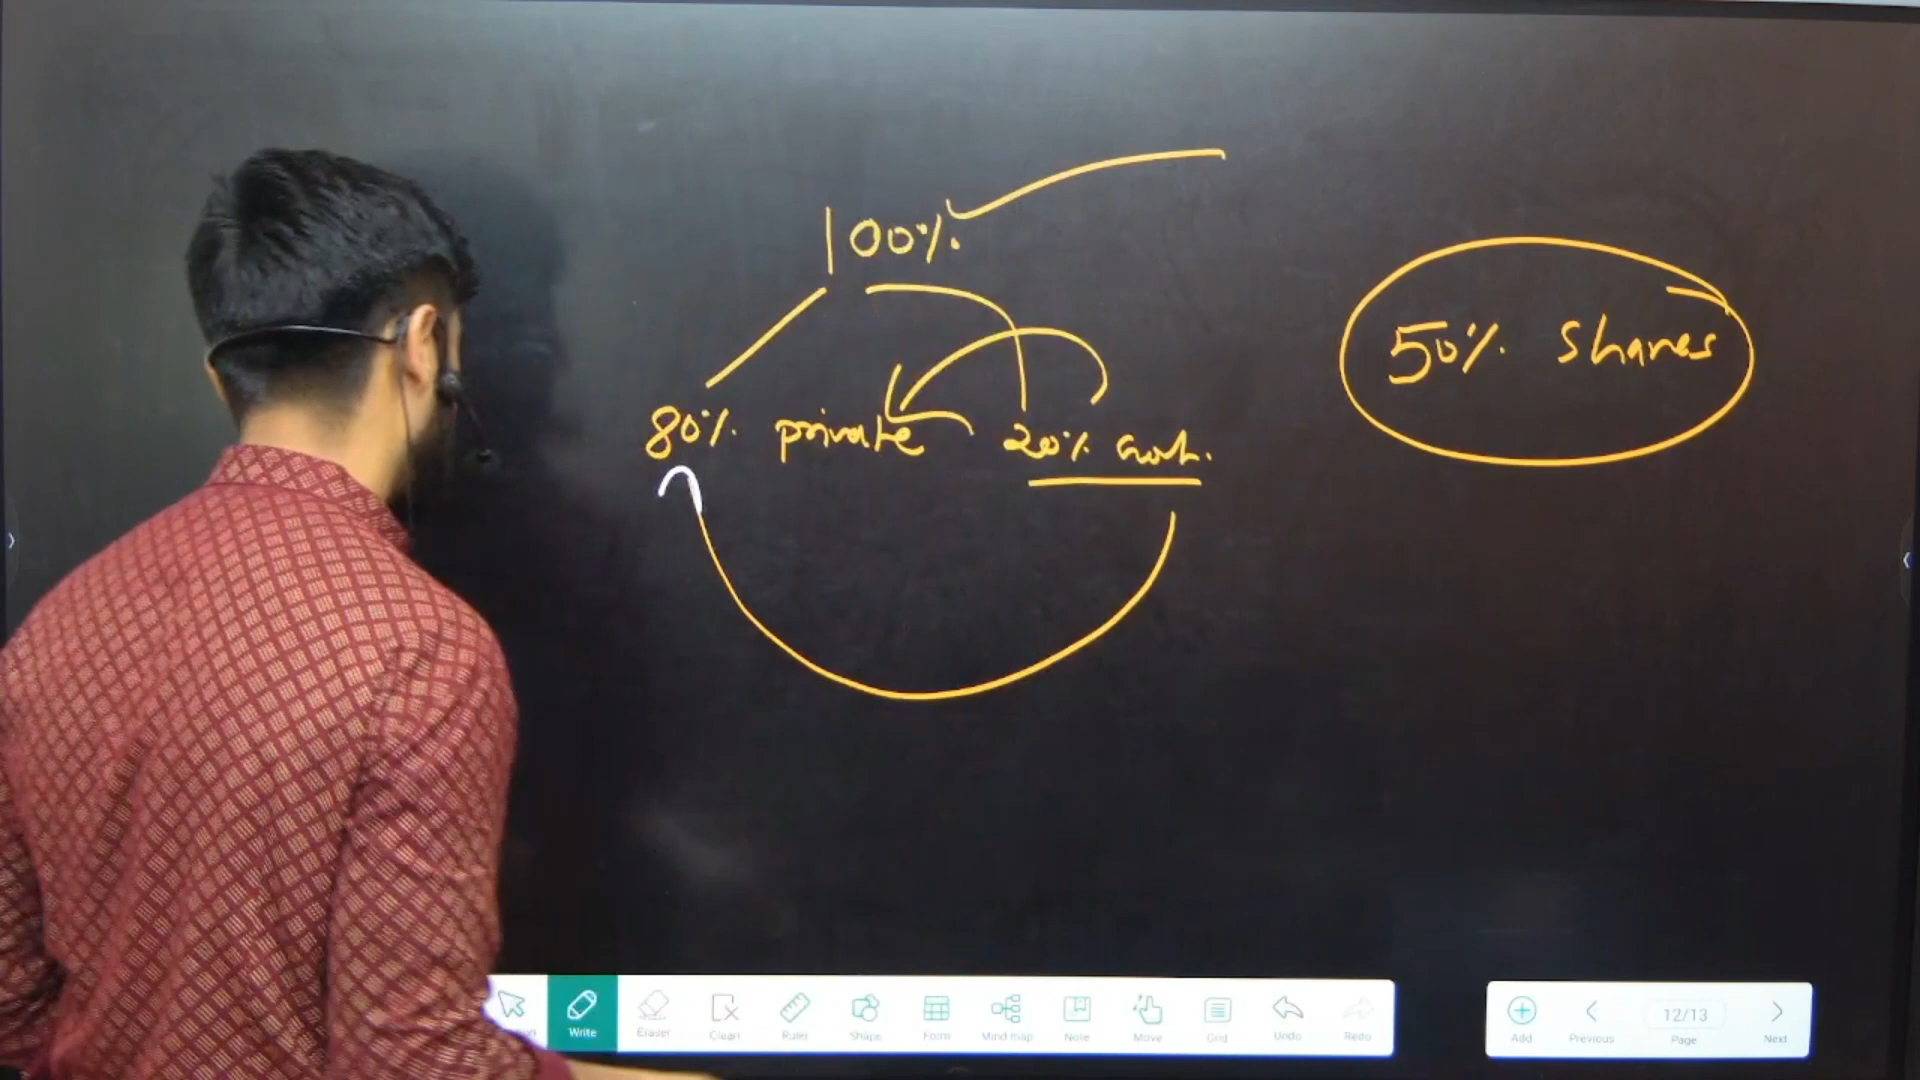 100%.
50% shares
80%. private 20% Govt.
Write
Eraser
Clean
Ruler
Shape
Form
Mind map
Note
Move
Grid
Undo
Redo
Add
Previous
12/13
Page
Next